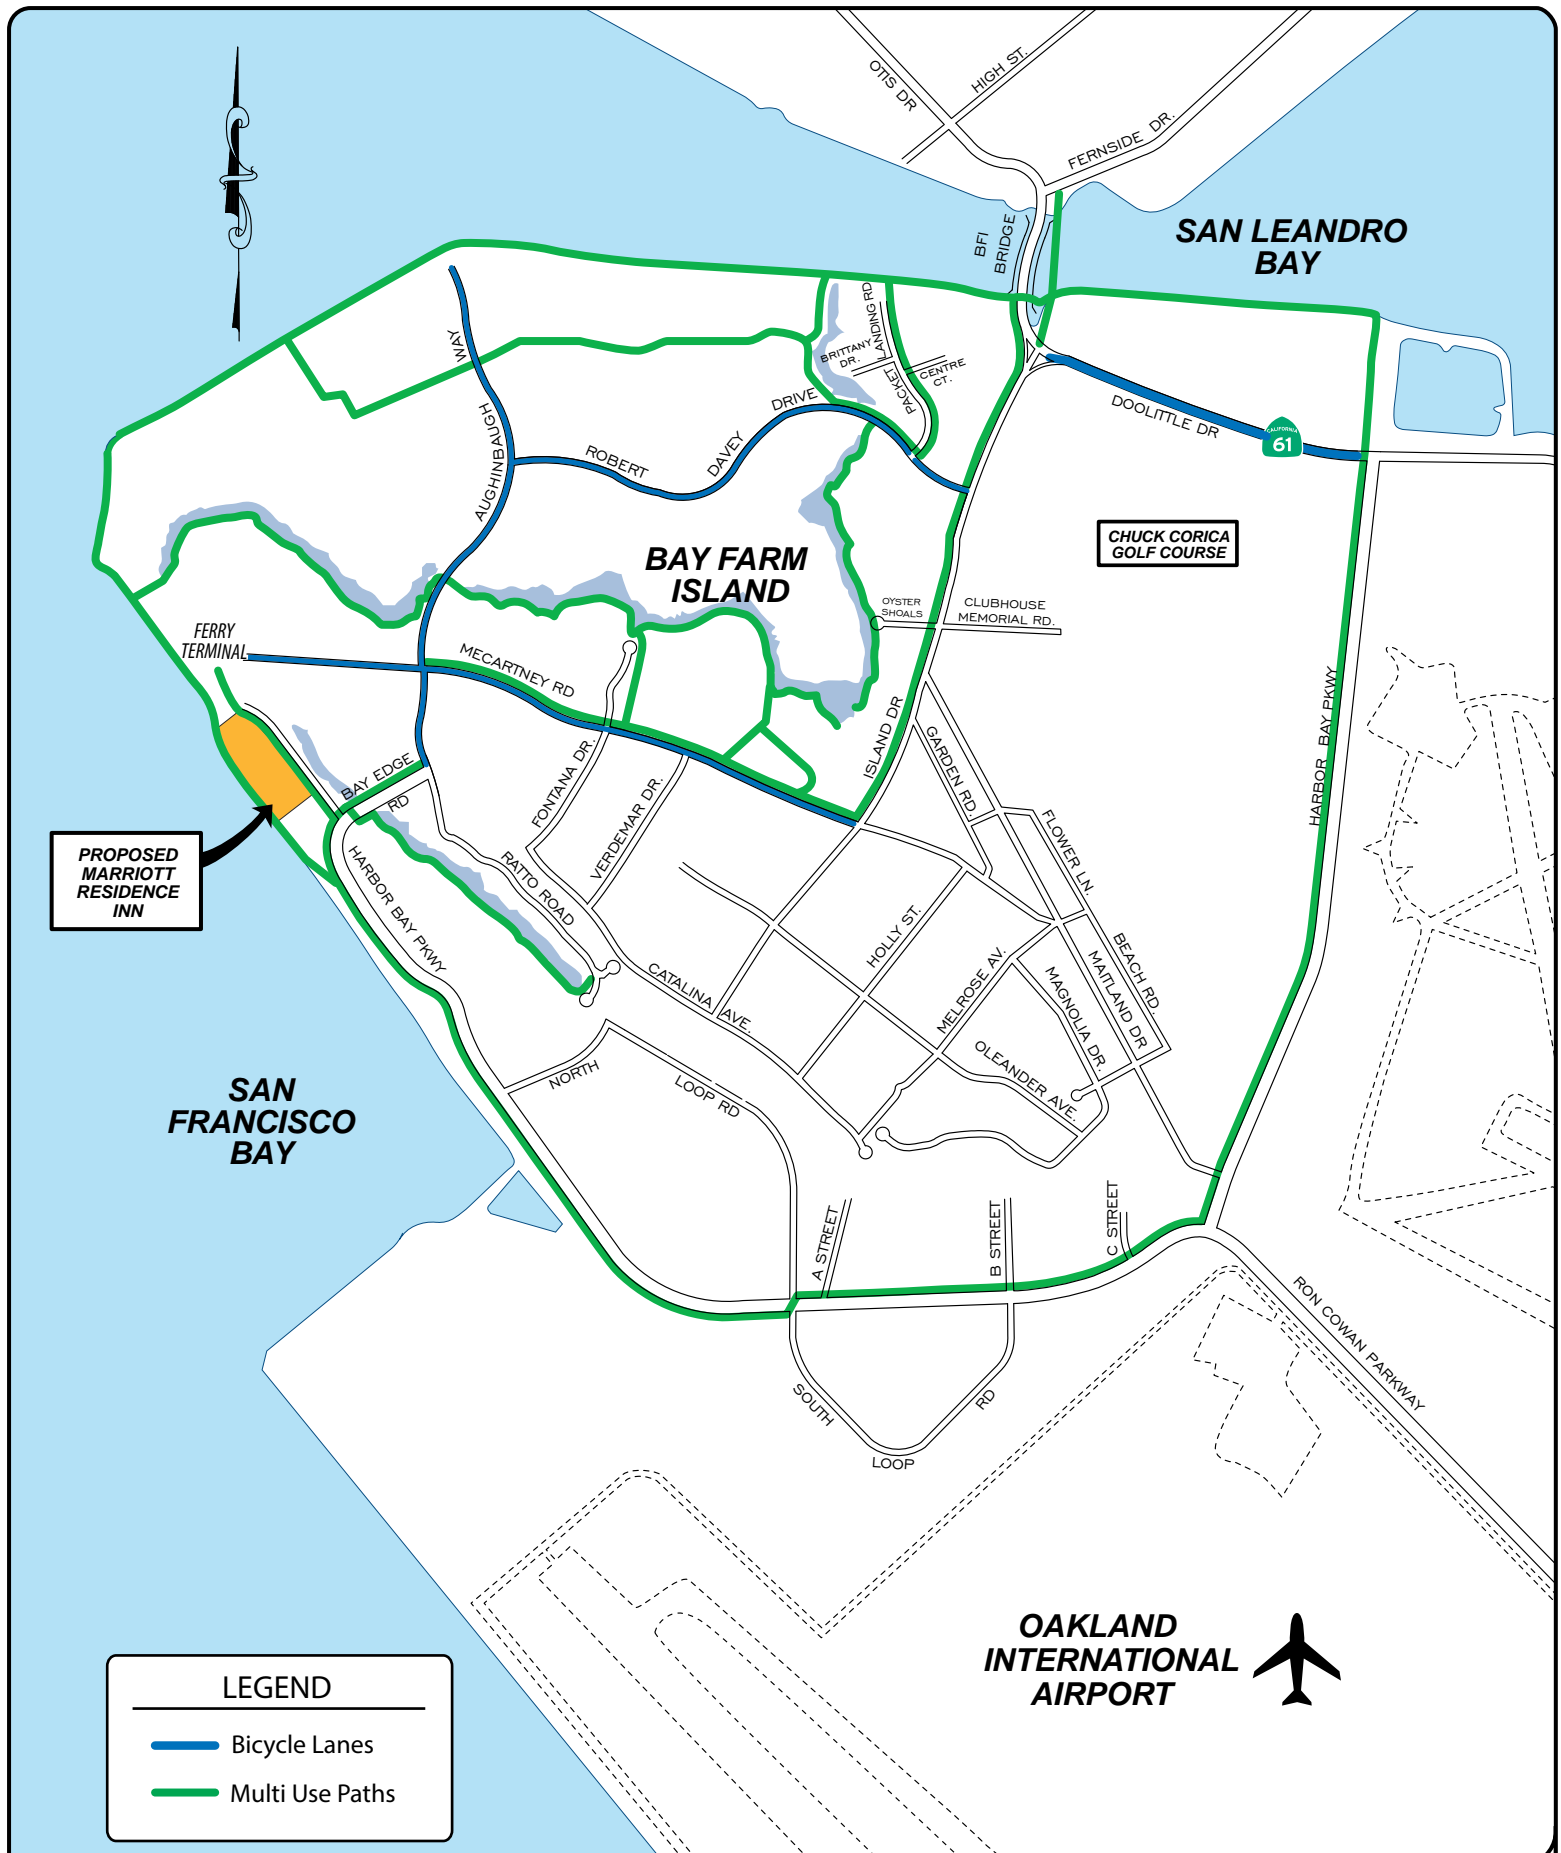 OTIS DR
HIGH ST.
FERNSIDE DR.
BFI
BRIDGE
SAN LEANDRO
BAY
WAY
AUGHINBAUGH
LANDING RD
PACKET
BRITTANY
DR.
CENTRE
CT.
DRIVE
DAVEY
ROBERT
DOOLITTLE DR
CALIFORNIA
61
CHUCK CORICA
GOLF COURSE
BAY FARM
ISLAND
OYSTER
SHOALS
CLUBHOUSE
MEMORIAL RD.
FERRY
TERMINAL
MECARTNEY RD
ISLAND DR
GARDEN RD.
HARBOR BAY PKWY
BAY EDGE
RD
FONTANA DR.
VERDEMAR DR.
FLOWER LN.
PROPOSED
MARRIOTT
RESIDENCE
INN
HARBOR BAY PKWY
RATTO ROAD
HOLLY ST.
CATALINA AVE.
MELROSE AV.
MAGNOLIA DR.
MAITLAND DR
BEACH RD.
OLEANDER AVE.
NORTH
LOOP RD
SAN
FRANCISCO
BAY
A STREET
B STREET
C STREET
RON COWAN PARKWAY
SOUTH
LOOP
RD
OAKLAND
INTERNATIONAL
AIRPORT
LEGEND
Bicycle Lanes
Multi Use Paths